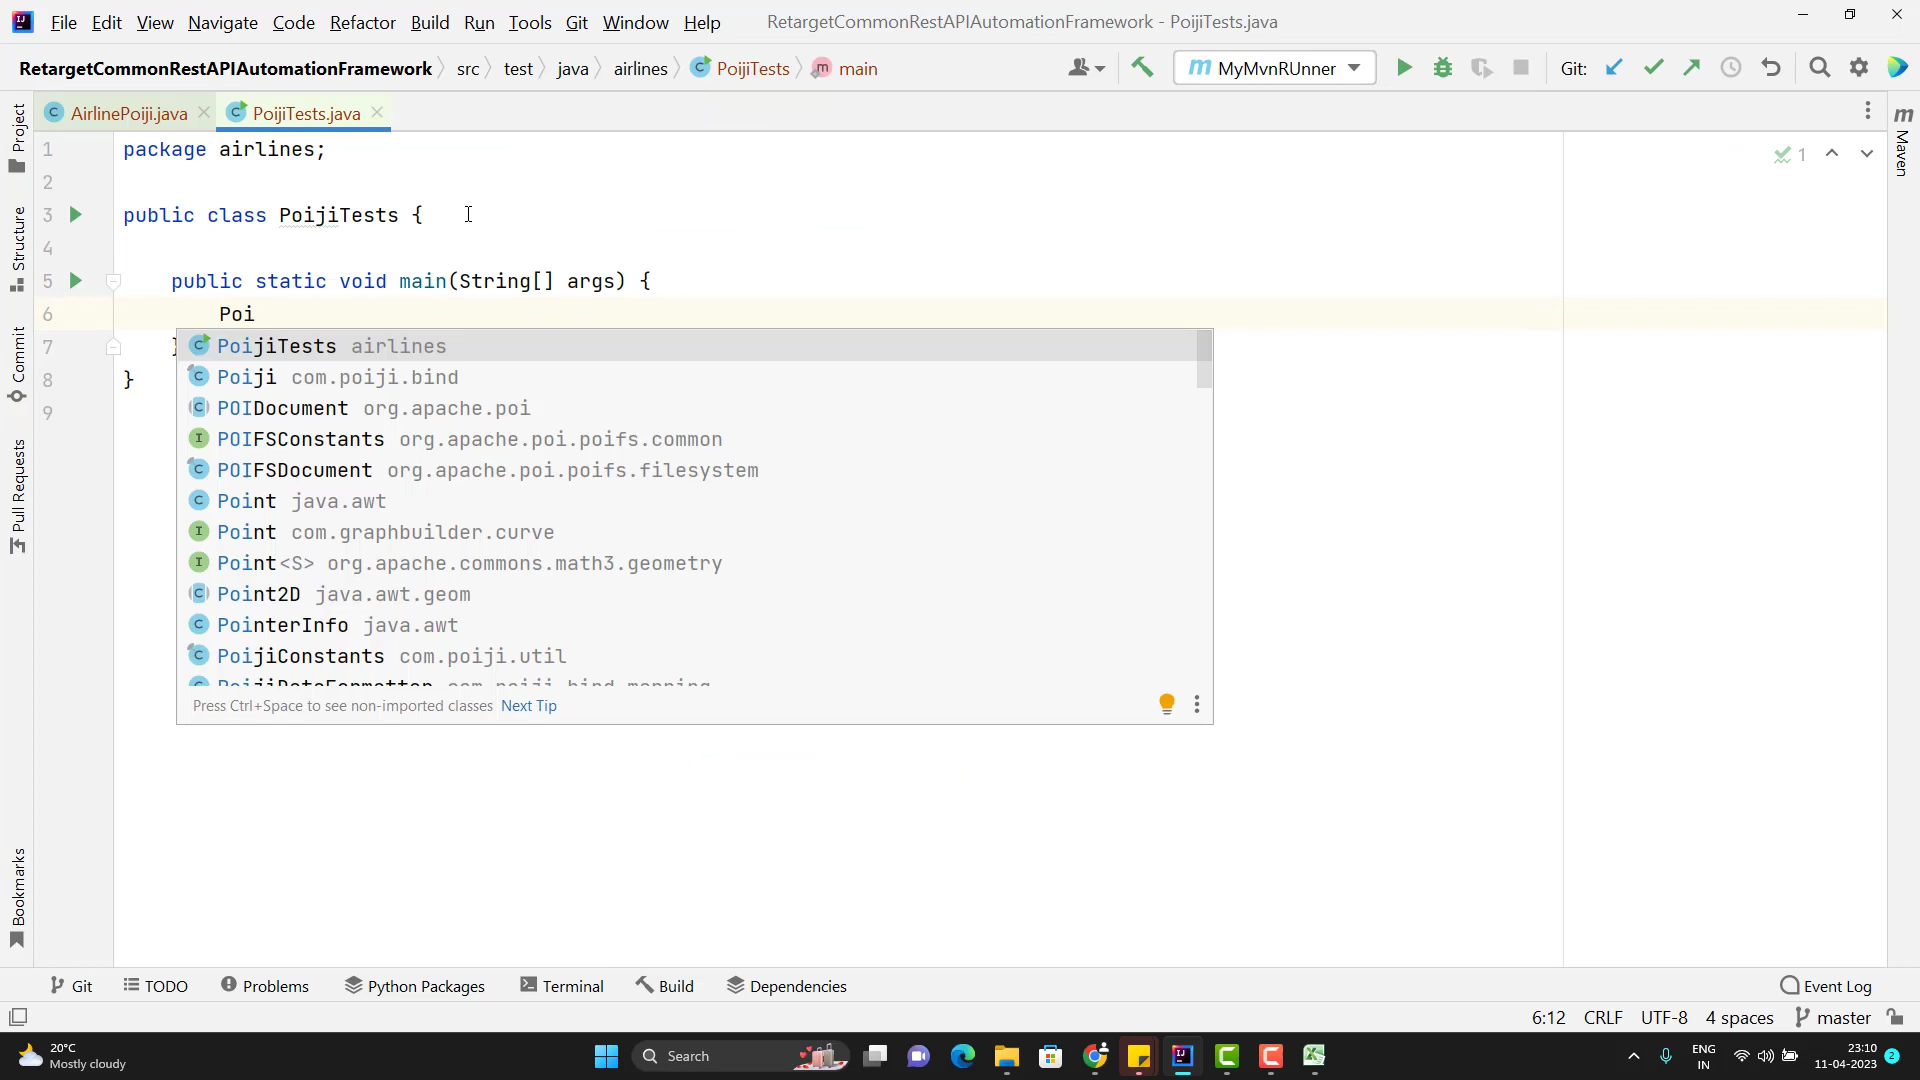 File Edit View Navigate Code Refactor Build Run Tools Git Window Help RetargetCommonRestAPIAutomationFramework - PoijiTests.java
RetargetCommonRestAPIAutomationFramework src test java airlines PoijiTests main MyMvnRUnner Git:
AirlinePoiji.java PoijiTests.java
Project
Structure
Commit
Pull Requests
Bookmarks
Maven
1 package airlines;
1
2
3 public class PoijiTests {
4
5 public static void main(String[] args) {
6 Poi
7 }
8 }
9
PoijiTests airlines
Poiji com.poiji.bind
POIDocument org.apache.poi
POIFSConstants org.apache.poi.poifs.common
POIFSDocument org.apache.poi.poifs.filesystem
Point java.awt
Point com.graphbuilder.curve
Point<S> org.apache.commons.math3.geometry
Point2D java.awt.geom
PointerInfo java.awt
PoijiConstants com.poiji.util
Press Ctrl+Space to see non-imported classes Next Tip
Git TODO Problems Python Packages Terminal Build Dependencies Event Log
6:12 CRLF UTF-8 4 spaces master
20°C
Mostly cloudy
Search
ENG
IN
23:10
11-04-2023
2